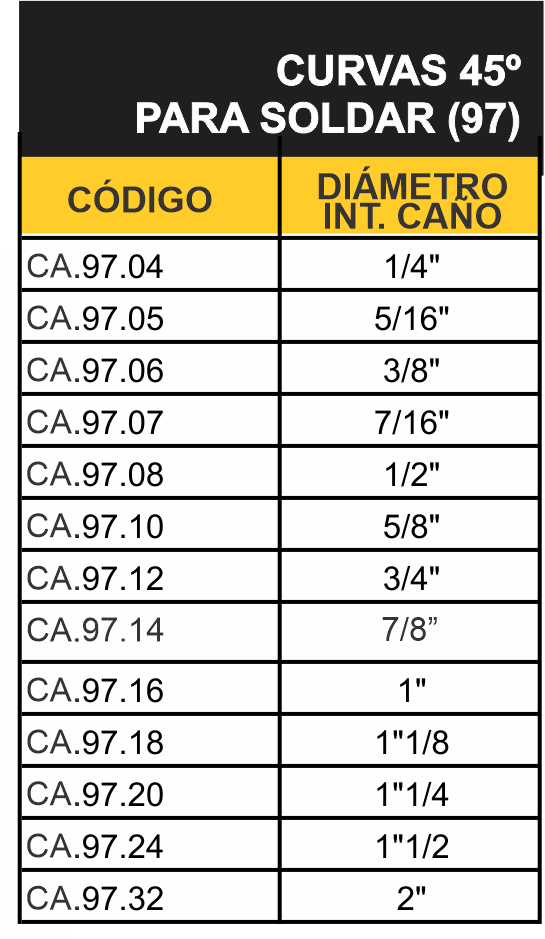 CURVAS 45º
PARA SOLDAR (97)
CÓDIGO DIÁMETRO
INT. CAÑO
CA.97.04 1/4"
CA.97.05 5/16"
CA.97.06 3/8"
CA.97.07 7/16"
CA.97.08 1/2"
CA.97.10 5/8"
CA.97.12 3/4"
CA.97.14 7/8”
CA.97.16 1"
CA.97.18 1"1/8
CA.97.20 1"1/4
CA.97.24 1"1/2
CA.97.32 2"